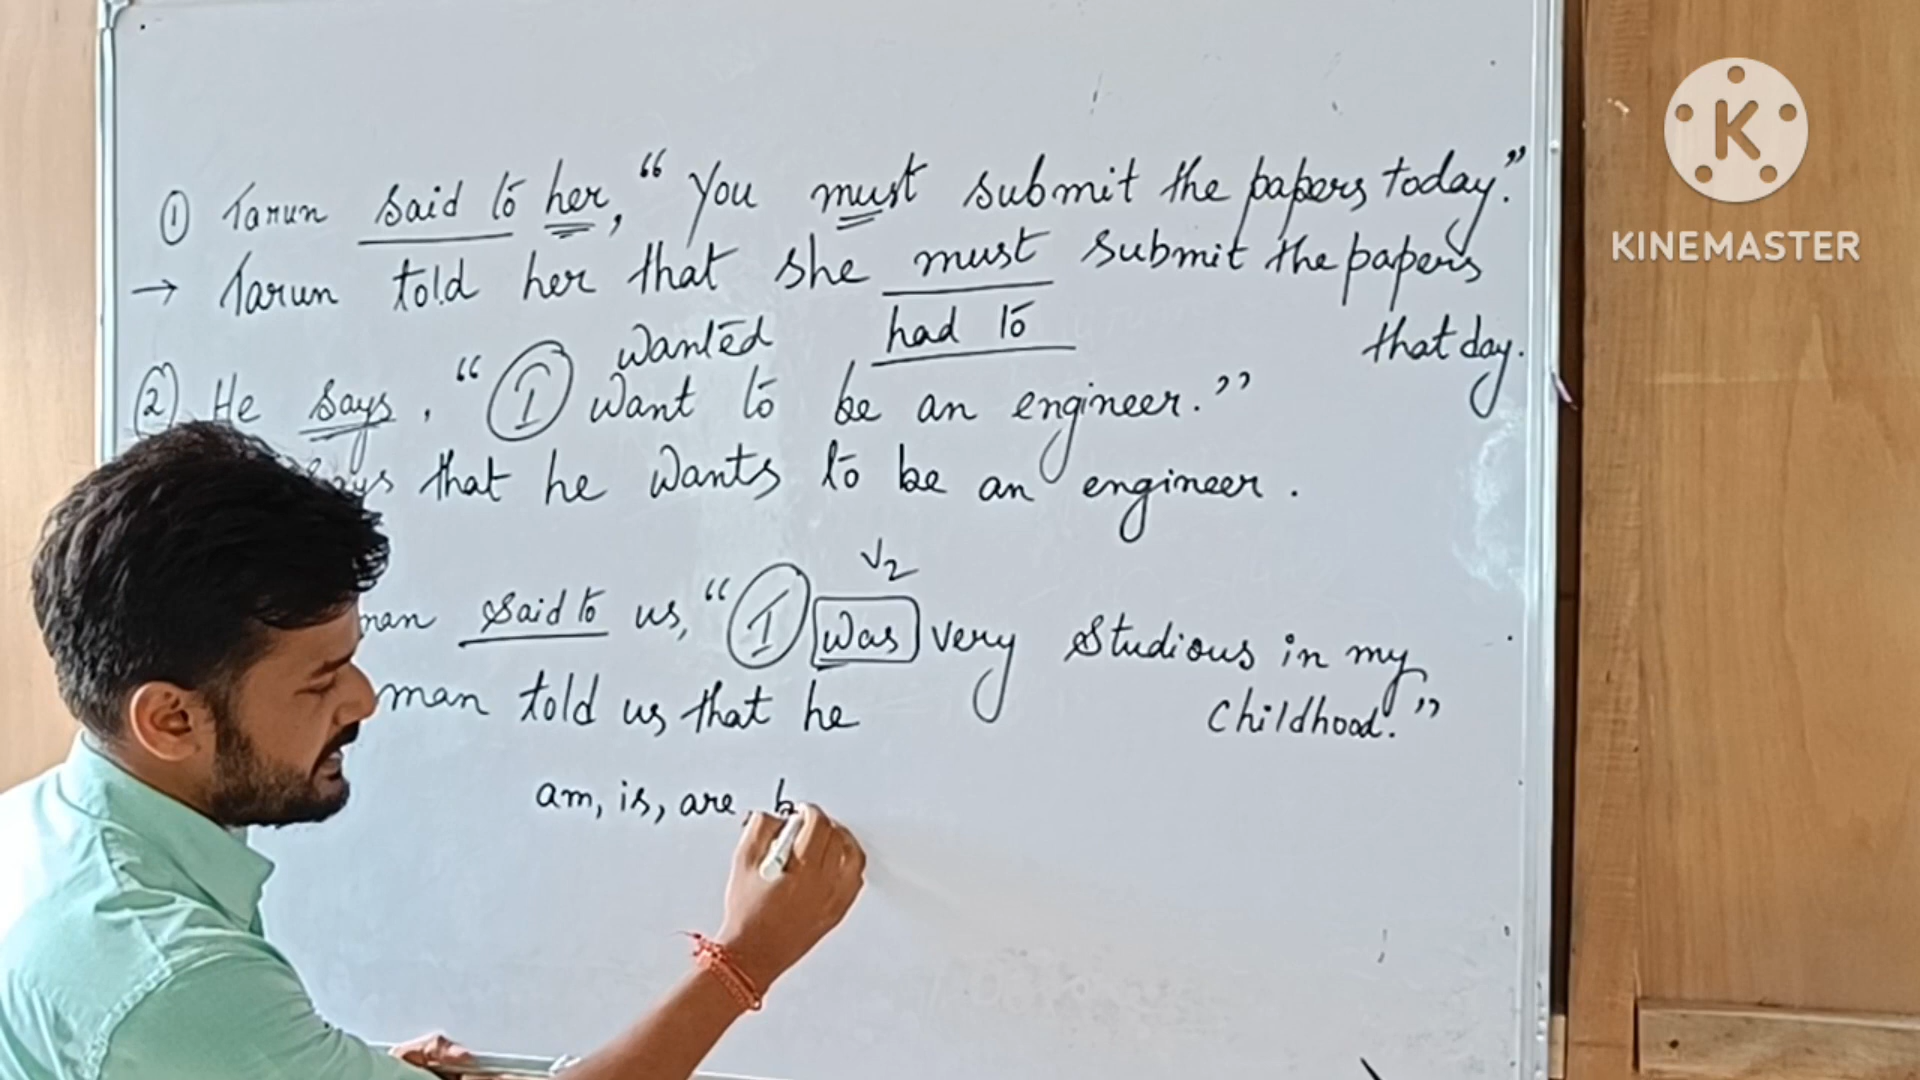 ① Tarun said to her, “You must submit the papers today.”
→ Tarun told her that she must submit the papers
wanted had to that day.
② He says, “I want to be an engineer.”
that he wants to be an engineer.
V2
man said to us, “I was very studious in my
man told us that he childhood.”
am, is, are,
K
KINEMASTER